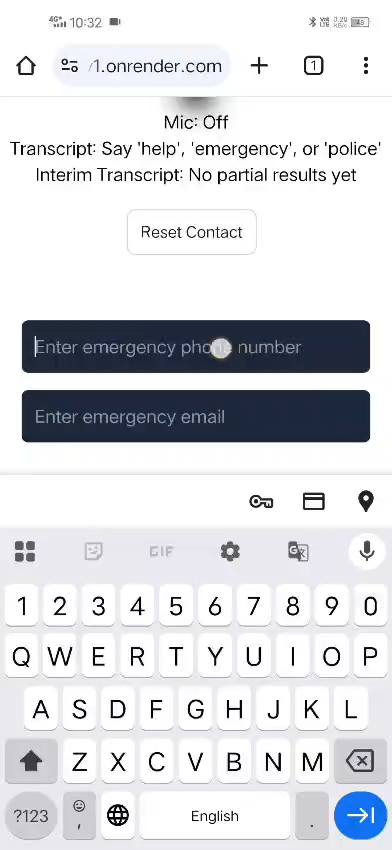 4G+ 10:32
48
/1.onrender.com
1
Mic: Off
Transcript: Say 'help', 'emergency', or 'police'
Interim Transcript: No partial results yet
Reset Contact
Enter emergency phone number
Enter emergency email
GIF
1 2 3 4 5 6 7 8 9 0
Q W E R T Y U I O P
A S D F G H J K L
Z X C V B N M
?123 , English .